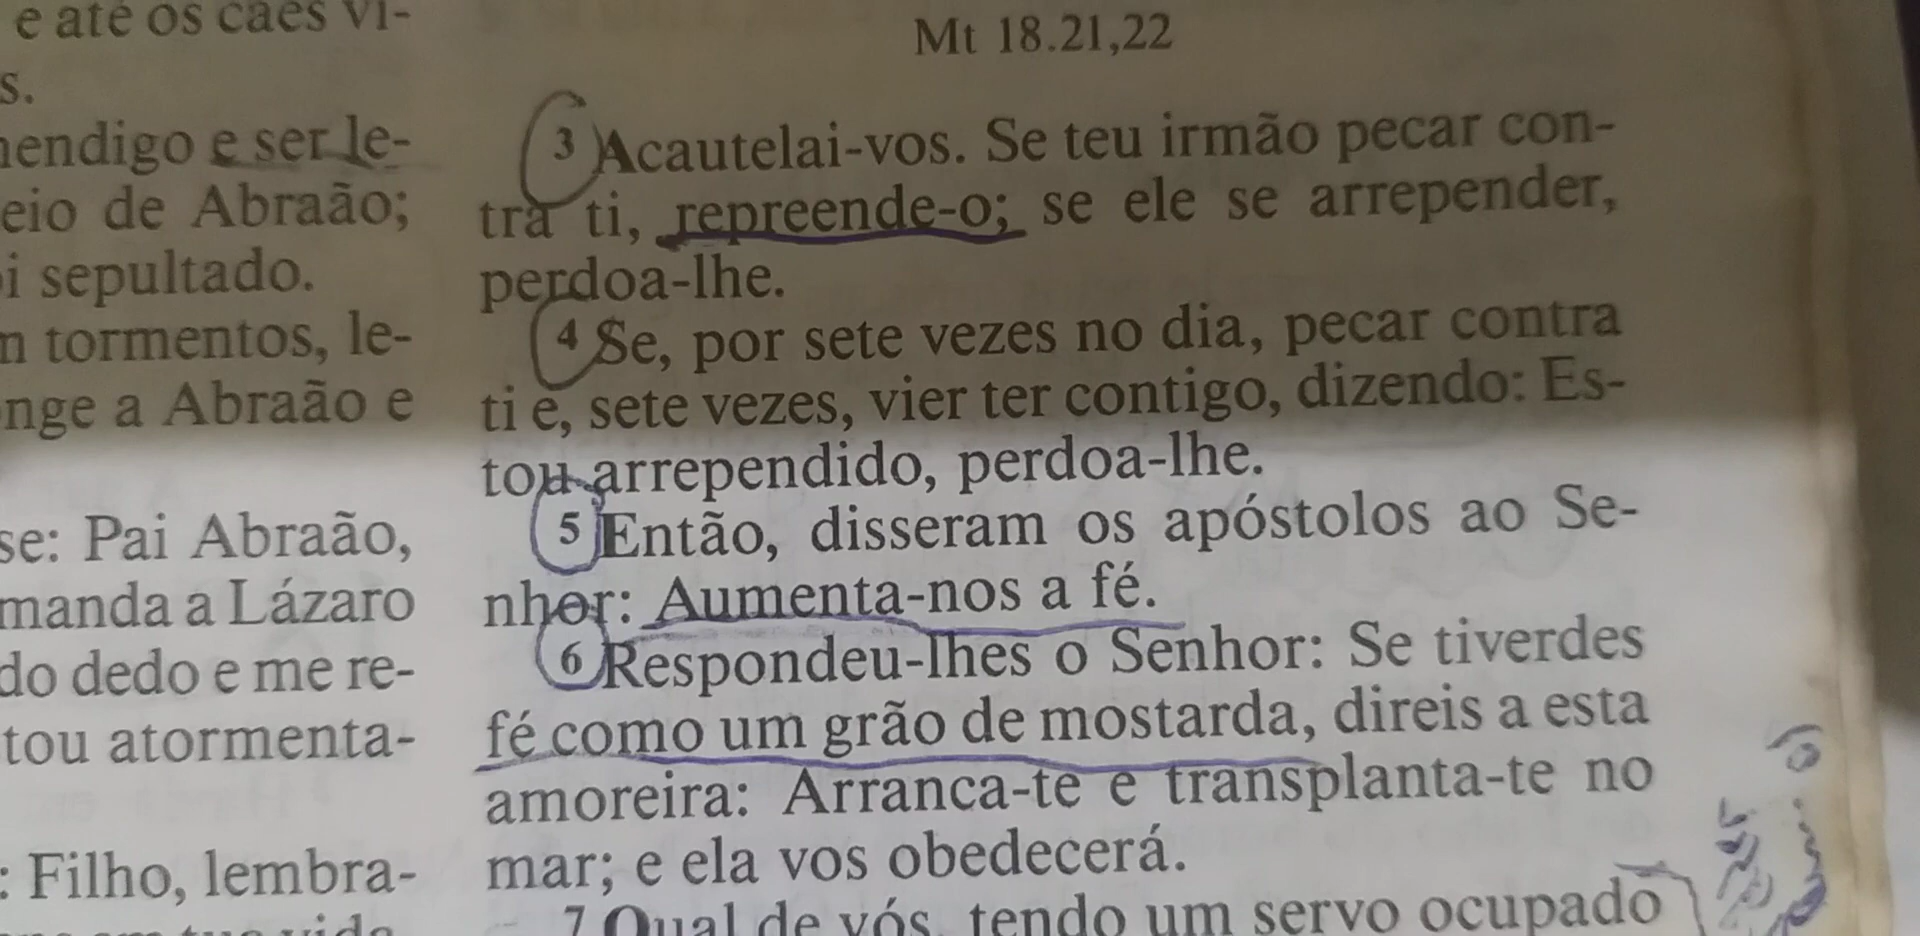 e até os cães vi-
s.
mendigo e ser le-
eio de Abraão;
i sepultado.
m tormentos, le-
nge a Abraão e
se: Pai Abraão,
manda a Lázaro
do dedo e me re-
tou atormenta-
: Filho, lembra-
Mt 18.21,22
3 Acautelai-vos. Se teu irmão pecar con-
tra ti, repreende-o; se ele se arrepender,
perdoa-lhe.
4 Se, por sete vezes no dia, pecar contra
ti e, sete vezes, vier ter contigo, dizendo: Es-
tou arrependido, perdoa-lhe.
5 Então, disseram os apóstolos ao Se-
nhor: Aumenta-nos a fé.
6 Respondeu-lhes o Senhor: Se tiverdes
fé como um grão de mostarda, direis a esta
amoreira: Arranca-te e transplanta-te no
mar; e ela vos obedecerá.
7 Qual de vós, tendo um servo ocupado